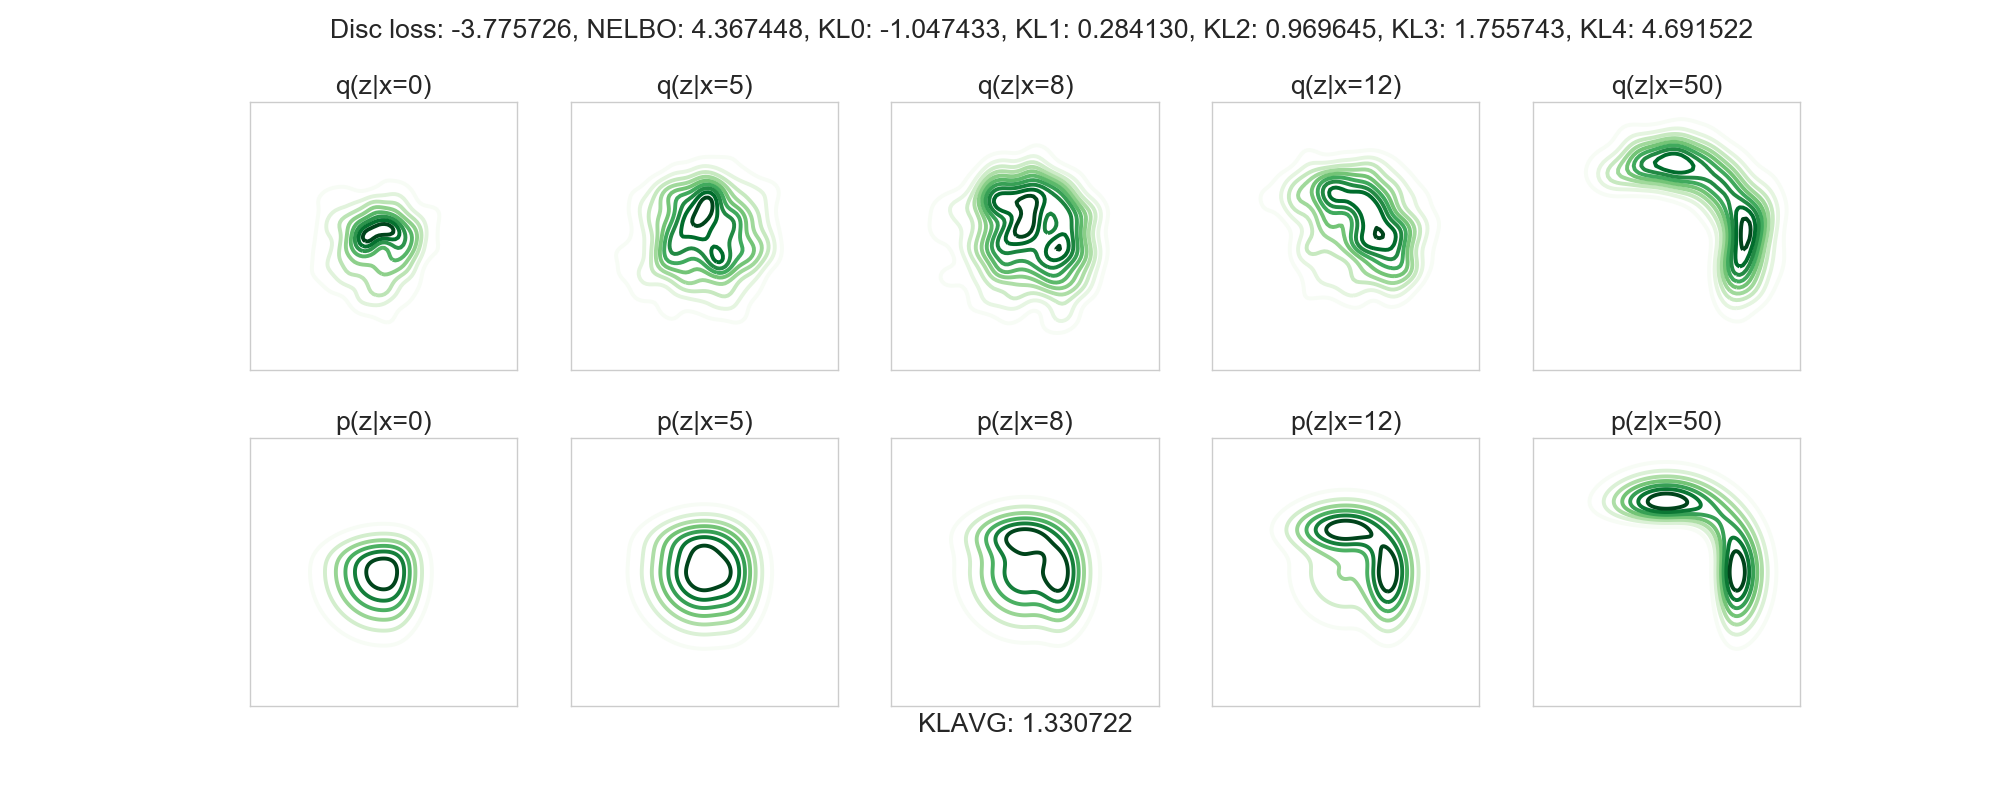 Disc loss: -3.775726, NELBO: 4.367448, KL0: -1.047433, KL1: 0.284130, KL2: 0.969645, KL3: 1.755743, KL4: 4.691522
q(z|x=0) q(z|x=5) q(z|x=8) q(z|x=12) q(z|x=50)
p(z|x=0) p(z|x=5) p(z|x=8) p(z|x=12) p(z|x=50)
KLAVG: 1.330722